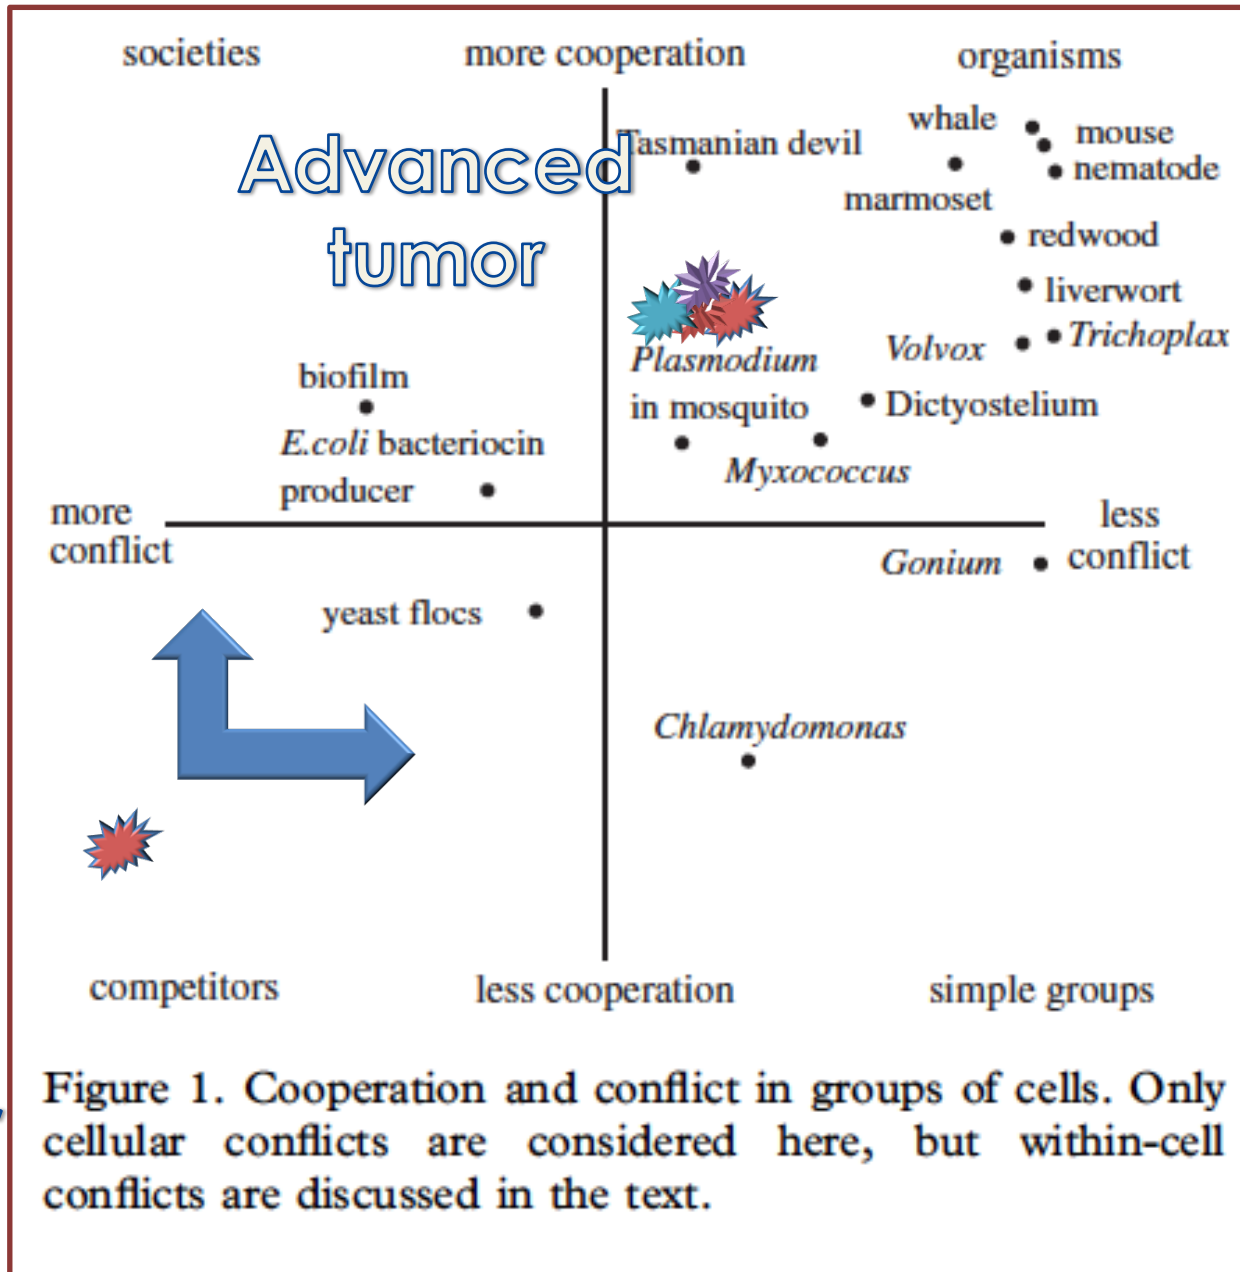 societies
more cooperation
organisms
Advanced
tumor
Tasmanian devil
whale
mouse
nematode
marmoset
redwood
liverwort
Volvox
Trichoplax
biofilm
Plasmodium
in mosquito
Dictyostelium
E.coli bacteriocin
producer
Myxococcus
more
conflict
less
conflict
Gonium
yeast flocs
Chlamydomonas
competitors
less cooperation
simple groups
Figure 1. Cooperation and conflict in groups of cells. Only
cellular conflicts are considered here, but within-cell
conflicts are discussed in the text.